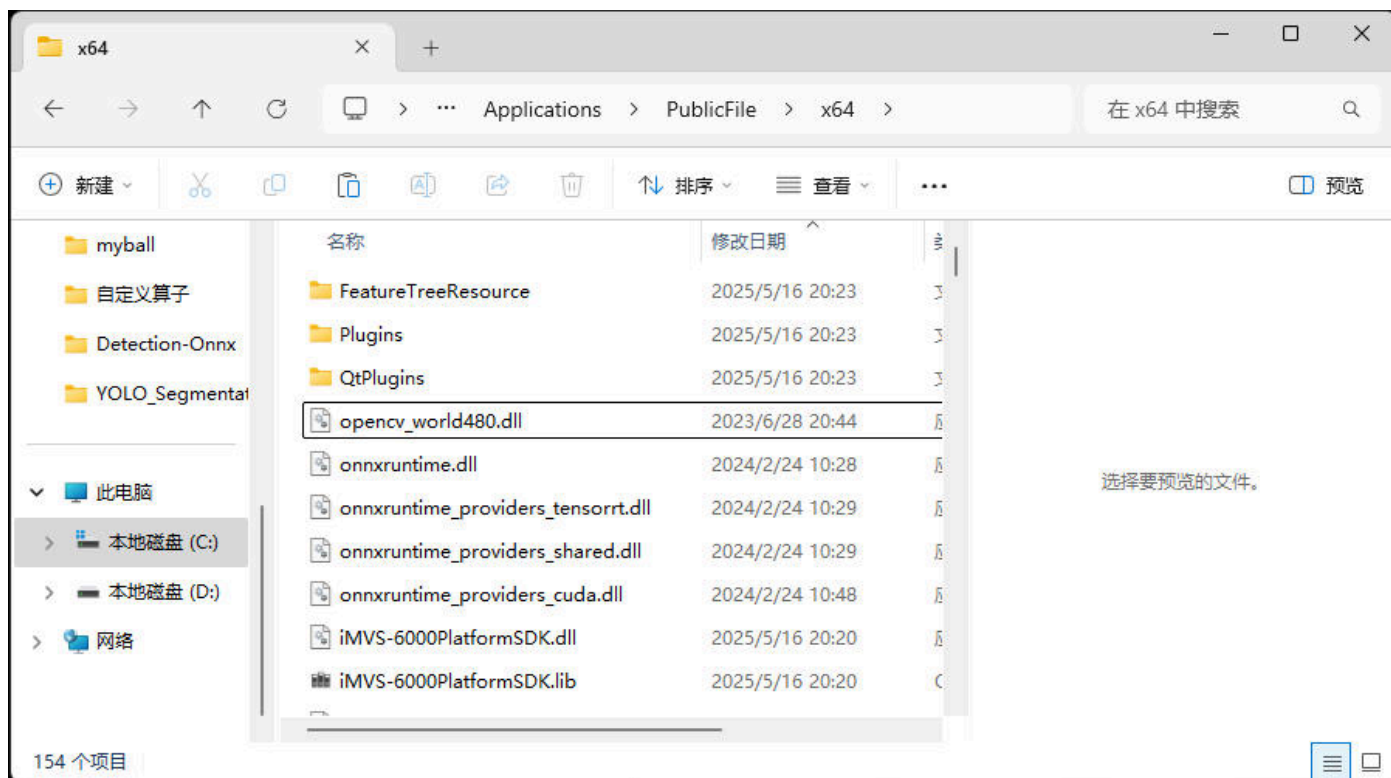 x64
Applications > PublicFile > x64 >
在 x64 中搜索
新建
排序
查看
预览
myball
自定义算子
Detection-Onnx
YOLO_Segmentat
此电脑
本地磁盘 (C:)
本地磁盘 (D:)
网络
名称 修改日期
FeatureTreeResource 2025/5/16 20:23
Plugins 2025/5/16 20:23
QtPlugins 2025/5/16 20:23
opencv_world480.dll 2023/6/28 20:44
onnxruntime.dll 2024/2/24 10:28
onnxruntime_providers_tensorrt.dll 2024/2/24 10:29
onnxruntime_providers_shared.dll 2024/2/24 10:29
onnxruntime_providers_cuda.dll 2024/2/24 10:48
iMVS-6000PlatformSDK.dll 2025/5/16 20:20
iMVS-6000PlatformSDK.lib 2025/5/16 20:20
选择要预览的文件。
154 个项目